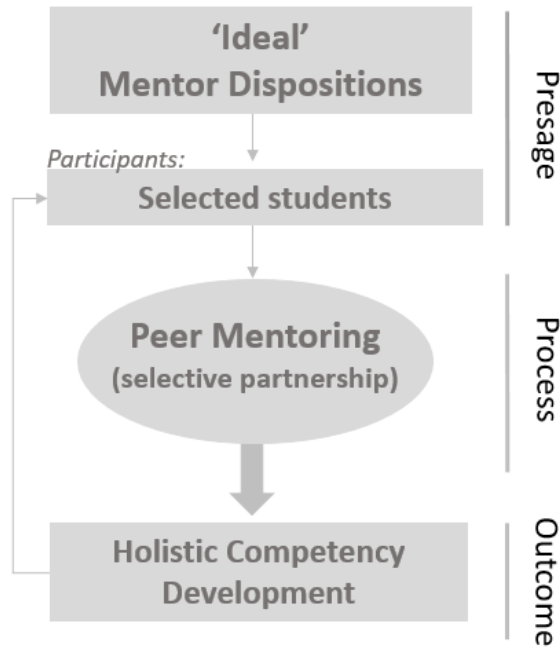 ‘Ideal’
Mentor Dispositions
Presage
Participants:
Selected students
Peer Mentoring
(selective partnership)
Process
Holistic Competency
Development
Outcome